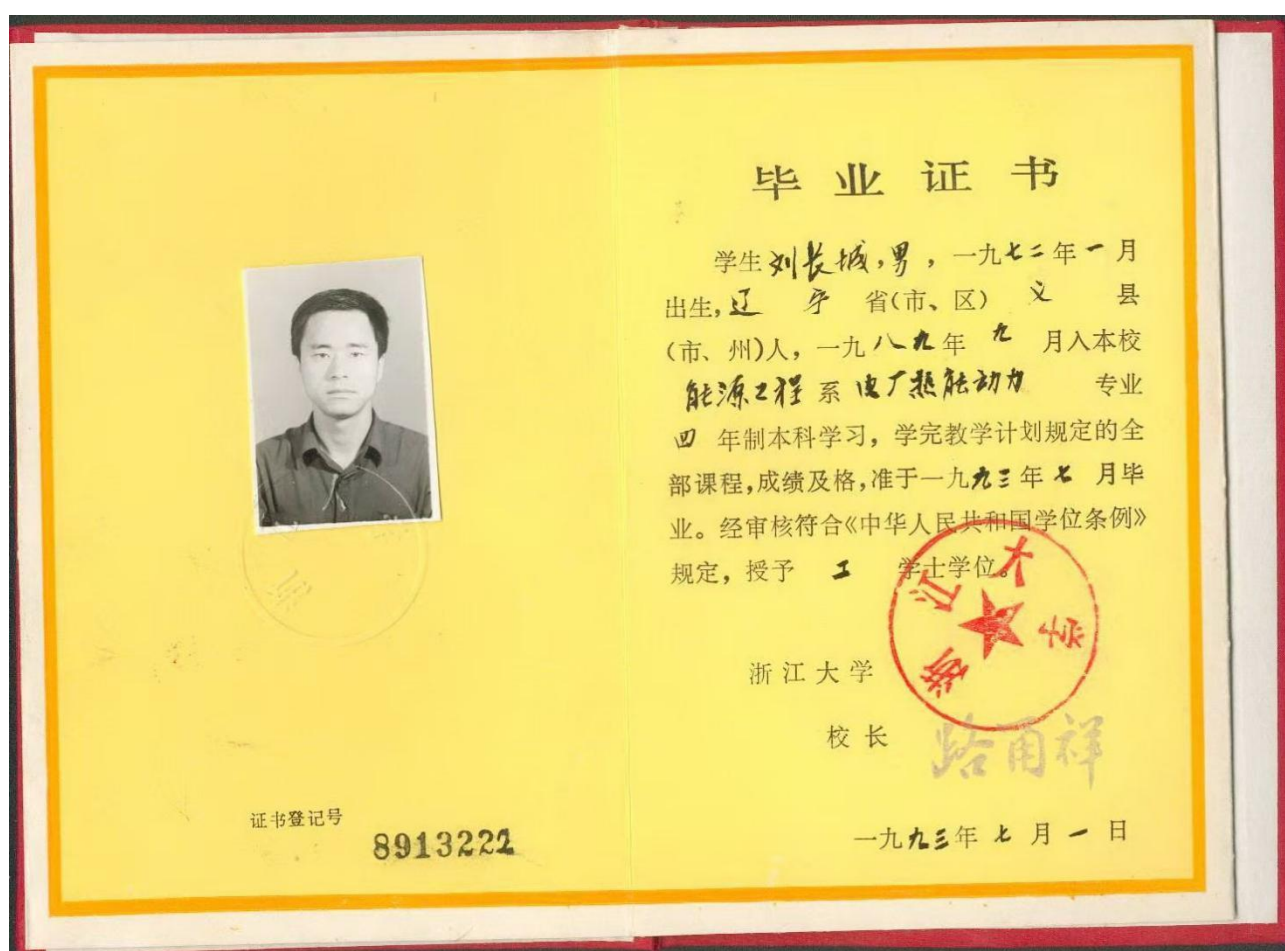 证书登记号
8913222
毕业证书
学生刘长城,男,一九七二年一月
出生,辽宁省(市、区)义县
(市、州)人,一九八九年九月入本校
能源工程系电厂热能动力专业
四年制本科学习,学完教学计划规定的全
部课程,成绩及格,准于一九九三年七月毕
业。经审核符合《中华人民共和国学位条例》
规定,授予工学士学位。
浙江大学
浙江大学
校长 路甬祥
一九九三年七月一日